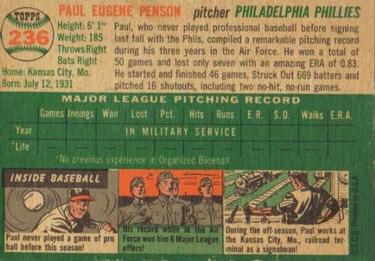 TOPPS
236
PAUL EUGENE PENSON pitcher PHILADELPHIA PHILLIES
Height: 6' 1"
Weight: 185
Throws Right
Bats Right
Home: Kansas City, Mo.
Born: July 12, 1931
Paul, who never played professional baseball before signing
last fall with the Phils, compiled a remarkable pitching record
during his three years in the Air Force. He won a total of
50 games and lost only seven with an amazing ERA of 0.83.
He started and finished 46 games, Struck Out 669 batters and
pitched 16 shutouts, including two no-hit, no-run games.
MAJOR LEAGUE PITCHING RECORD
Games Innings Won Lost Pct. Hits Runs E.R. S.O. Walks E.R.A.
Year IN MILITARY SERVICE
*Life
*No previous experience in Organized Baseball.
INSIDE BASEBALL
Paul never played a game of pro
ball before this season!
His record while in the Air
Force won him 6 Major League
offers!
During the off-season, Paul works at
the Kansas City, Mo., railroad ter-
minal as a signalman!
T.C.G. Printed in U.S.A.